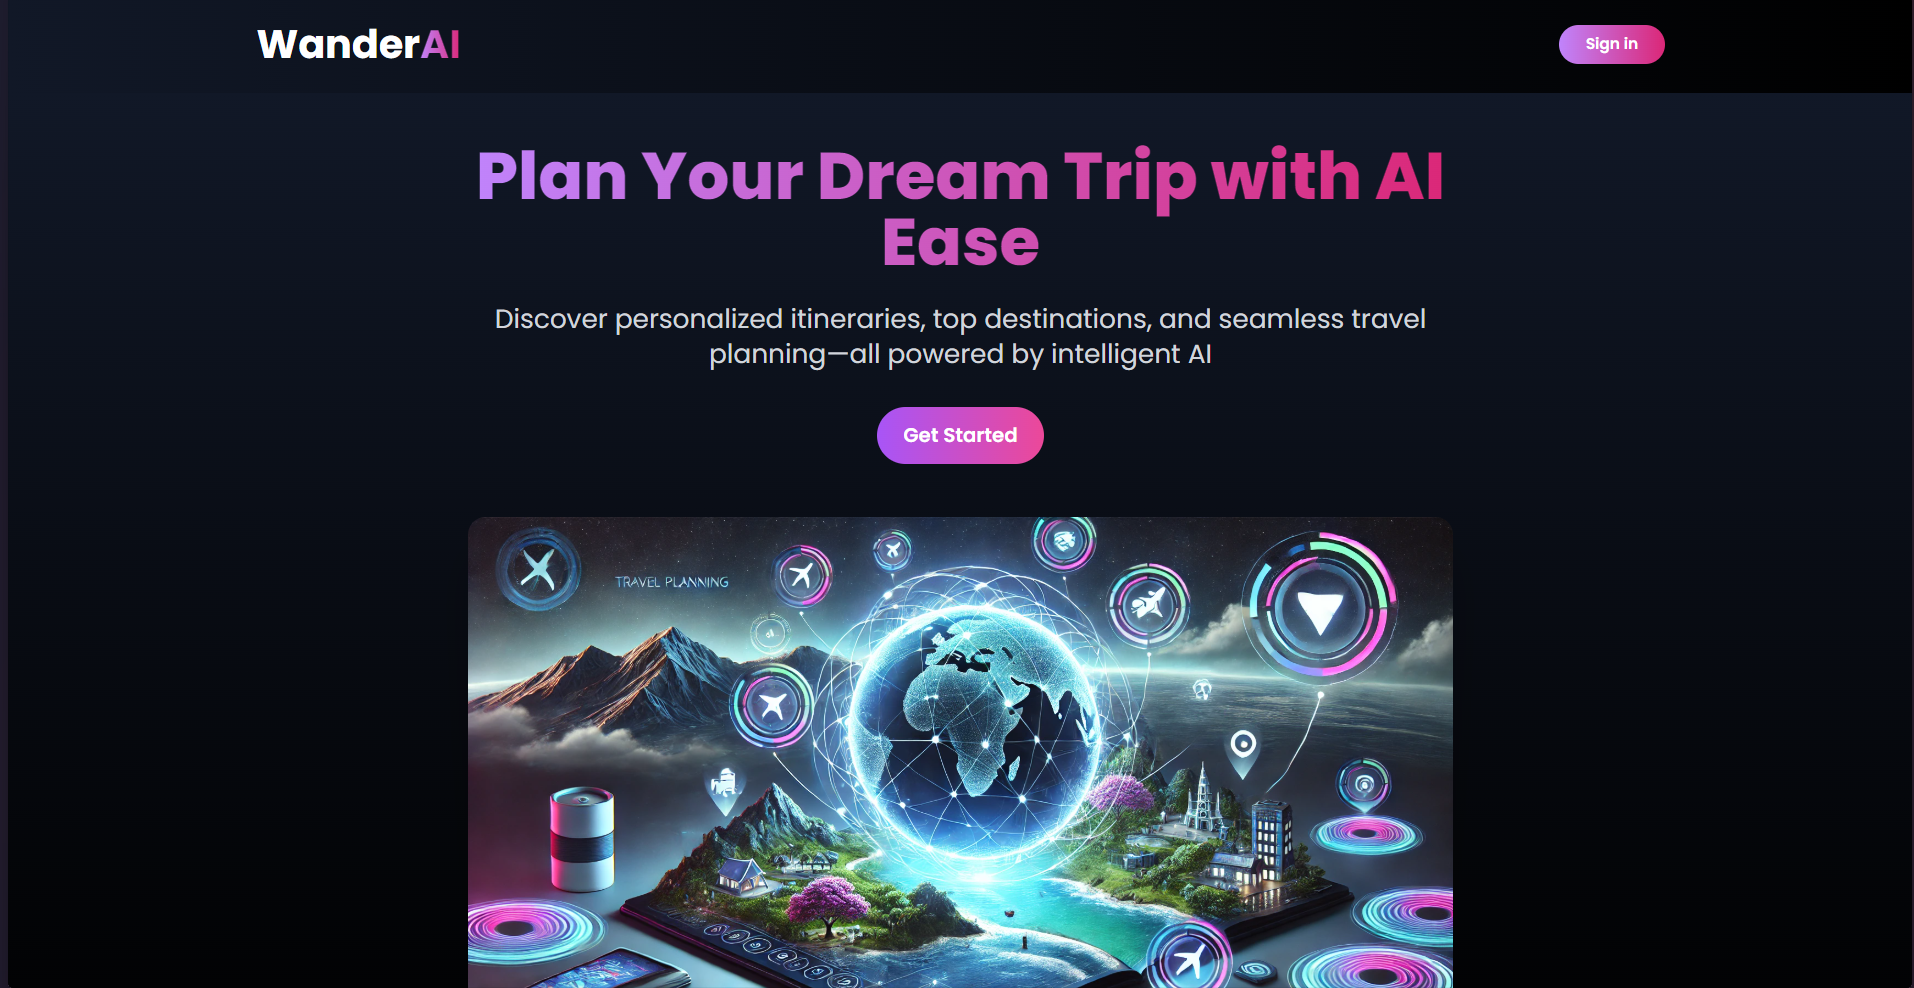 WanderAI
Sign in
Plan Your Dream Trip with AI
Ease
Discover personalized itineraries, top destinations, and seamless travel
planning—all powered by intelligent AI
Get Started
TRAVEL PLANNING